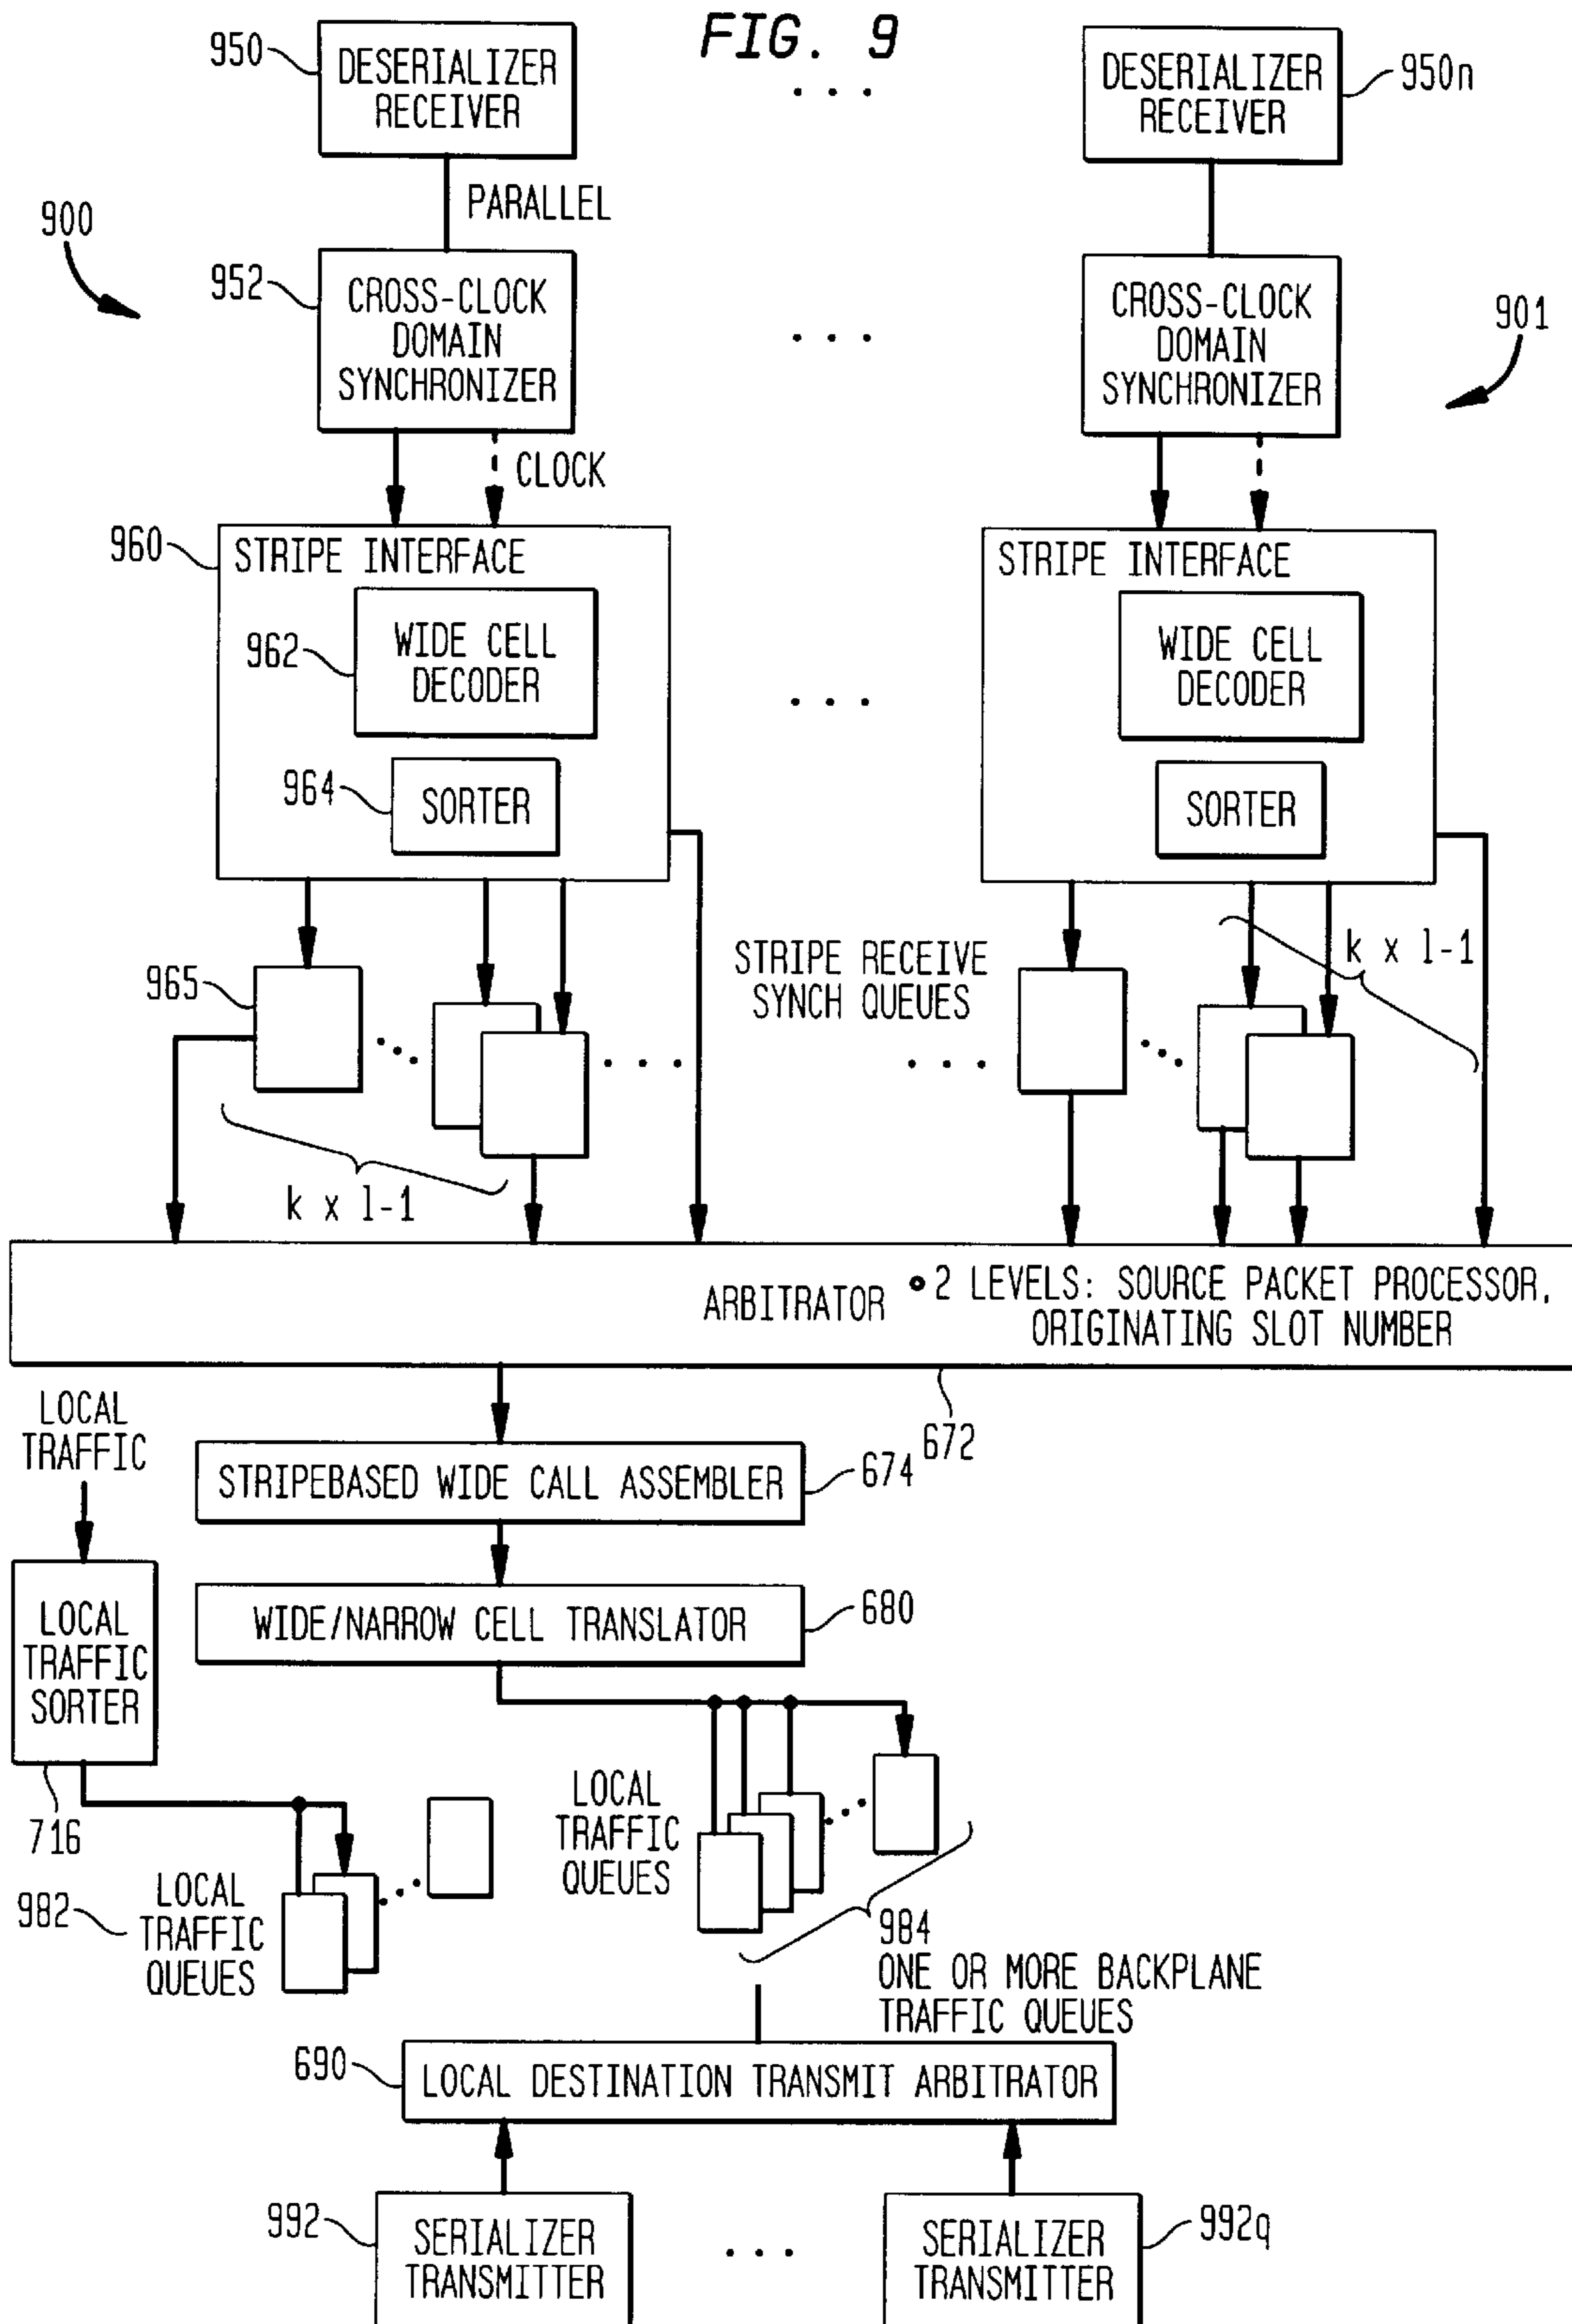 FIG. 9
950
DESERIALIZER
RECEIVER
DESERIALIZER
RECEIVER
950n
PARALLEL
900
952
CROSS-CLOCK
DOMAIN
SYNCHRONIZER
CROSS-CLOCK
DOMAIN
SYNCHRONIZER
901
CLOCK
960
STRIPE INTERFACE
STRIPE INTERFACE
962
WIDE CELL
DECODER
WIDE CELL
DECODER
964
SORTER
SORTER
965
STRIPE RECEIVE
SYNCH QUEUES
k x l-1
k x l-1
ARBITRATOR
• 2 LEVELS: SOURCE PACKET PROCESSOR,
ORIGINATING SLOT NUMBER
672
LOCAL
TRAFFIC
STRIPEBASED WIDE CALL ASSEMBLER
674
LOCAL
TRAFFIC
SORTER
716
WIDE/NARROW CELL TRANSLATOR
680
LOCAL
TRAFFIC
QUEUES
982
LOCAL
TRAFFIC
QUEUES
984
ONE OR MORE BACKPLANE
TRAFFIC QUEUES
690
LOCAL DESTINATION TRANSMIT ARBITRATOR
992
SERIALIZER
TRANSMITTER
SERIALIZER
TRANSMITTER
992q